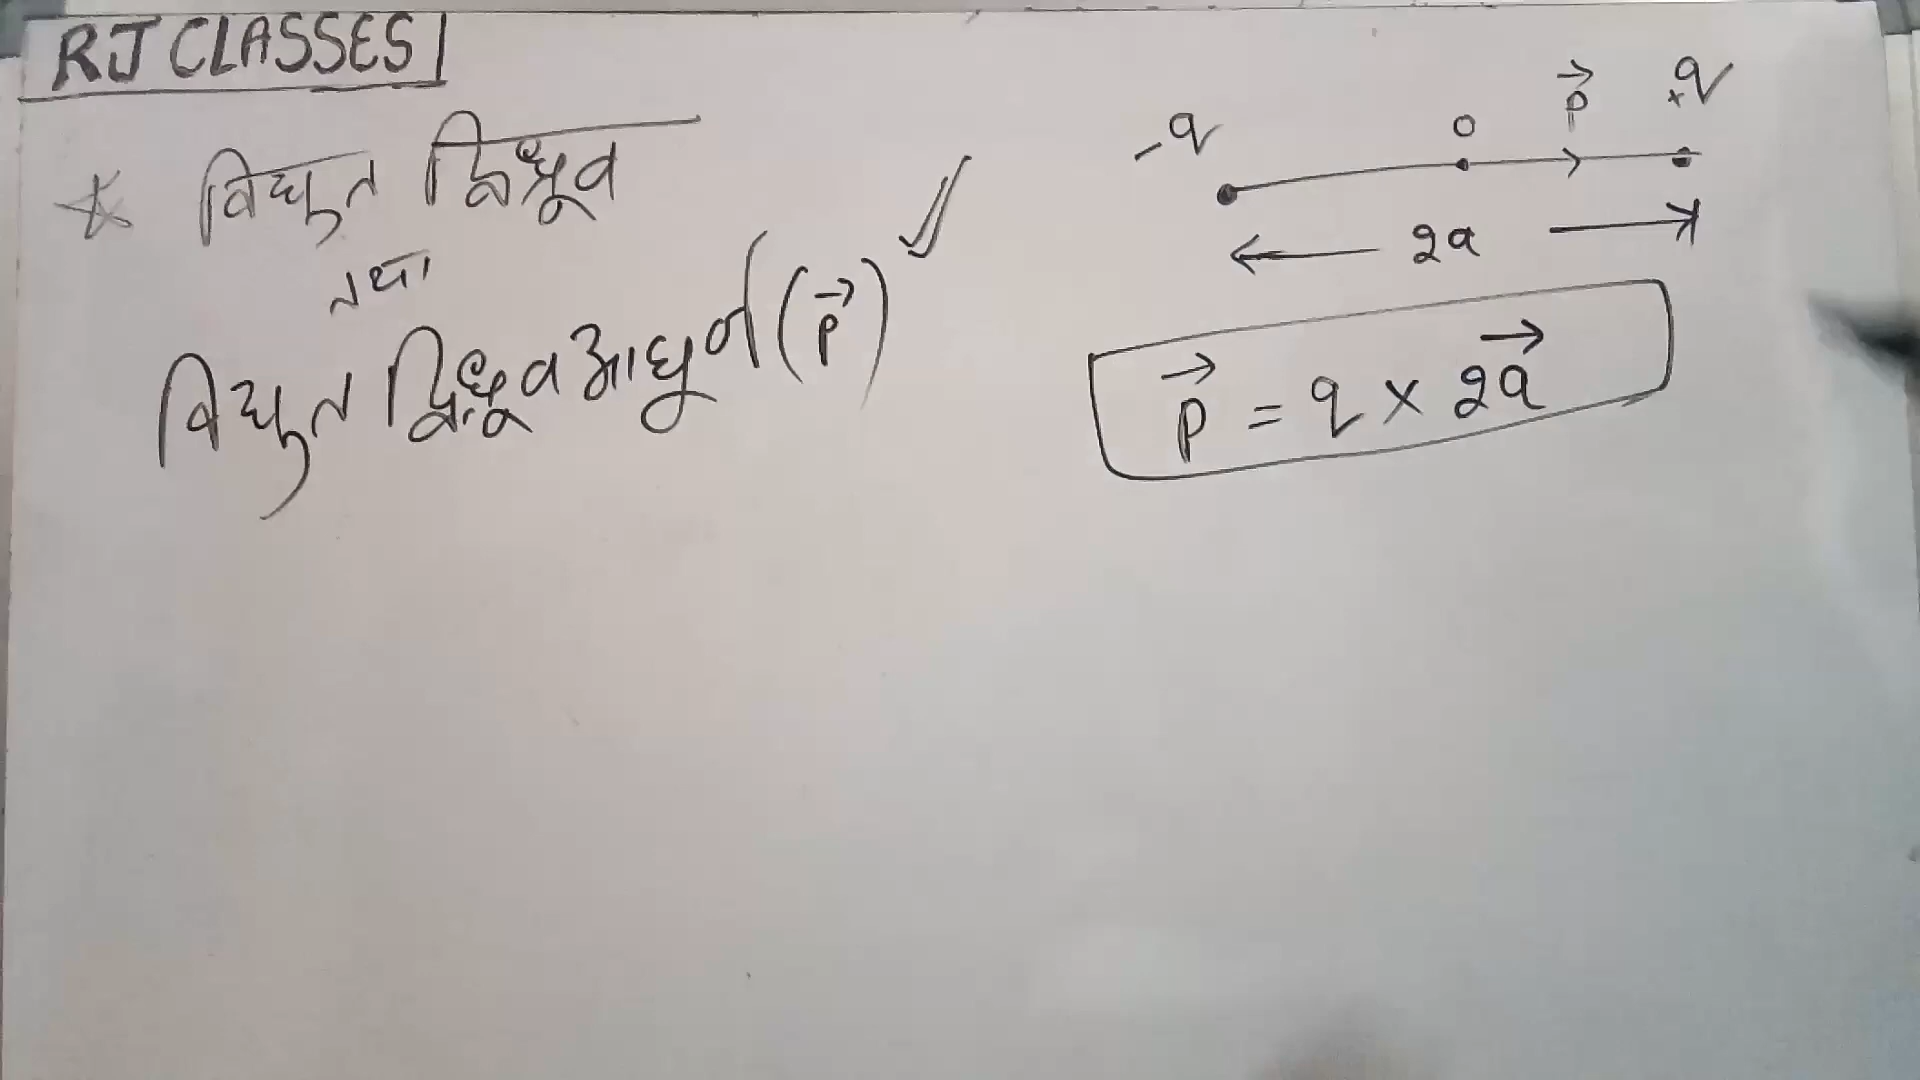 RJ CLASSES
* विद्युत द्विध्रुव
तथा
विद्युत द्विध्रुव आघुर्ण (p⃗)
-q o p⃗ +q
2a
p⃗ = q × 2a⃗